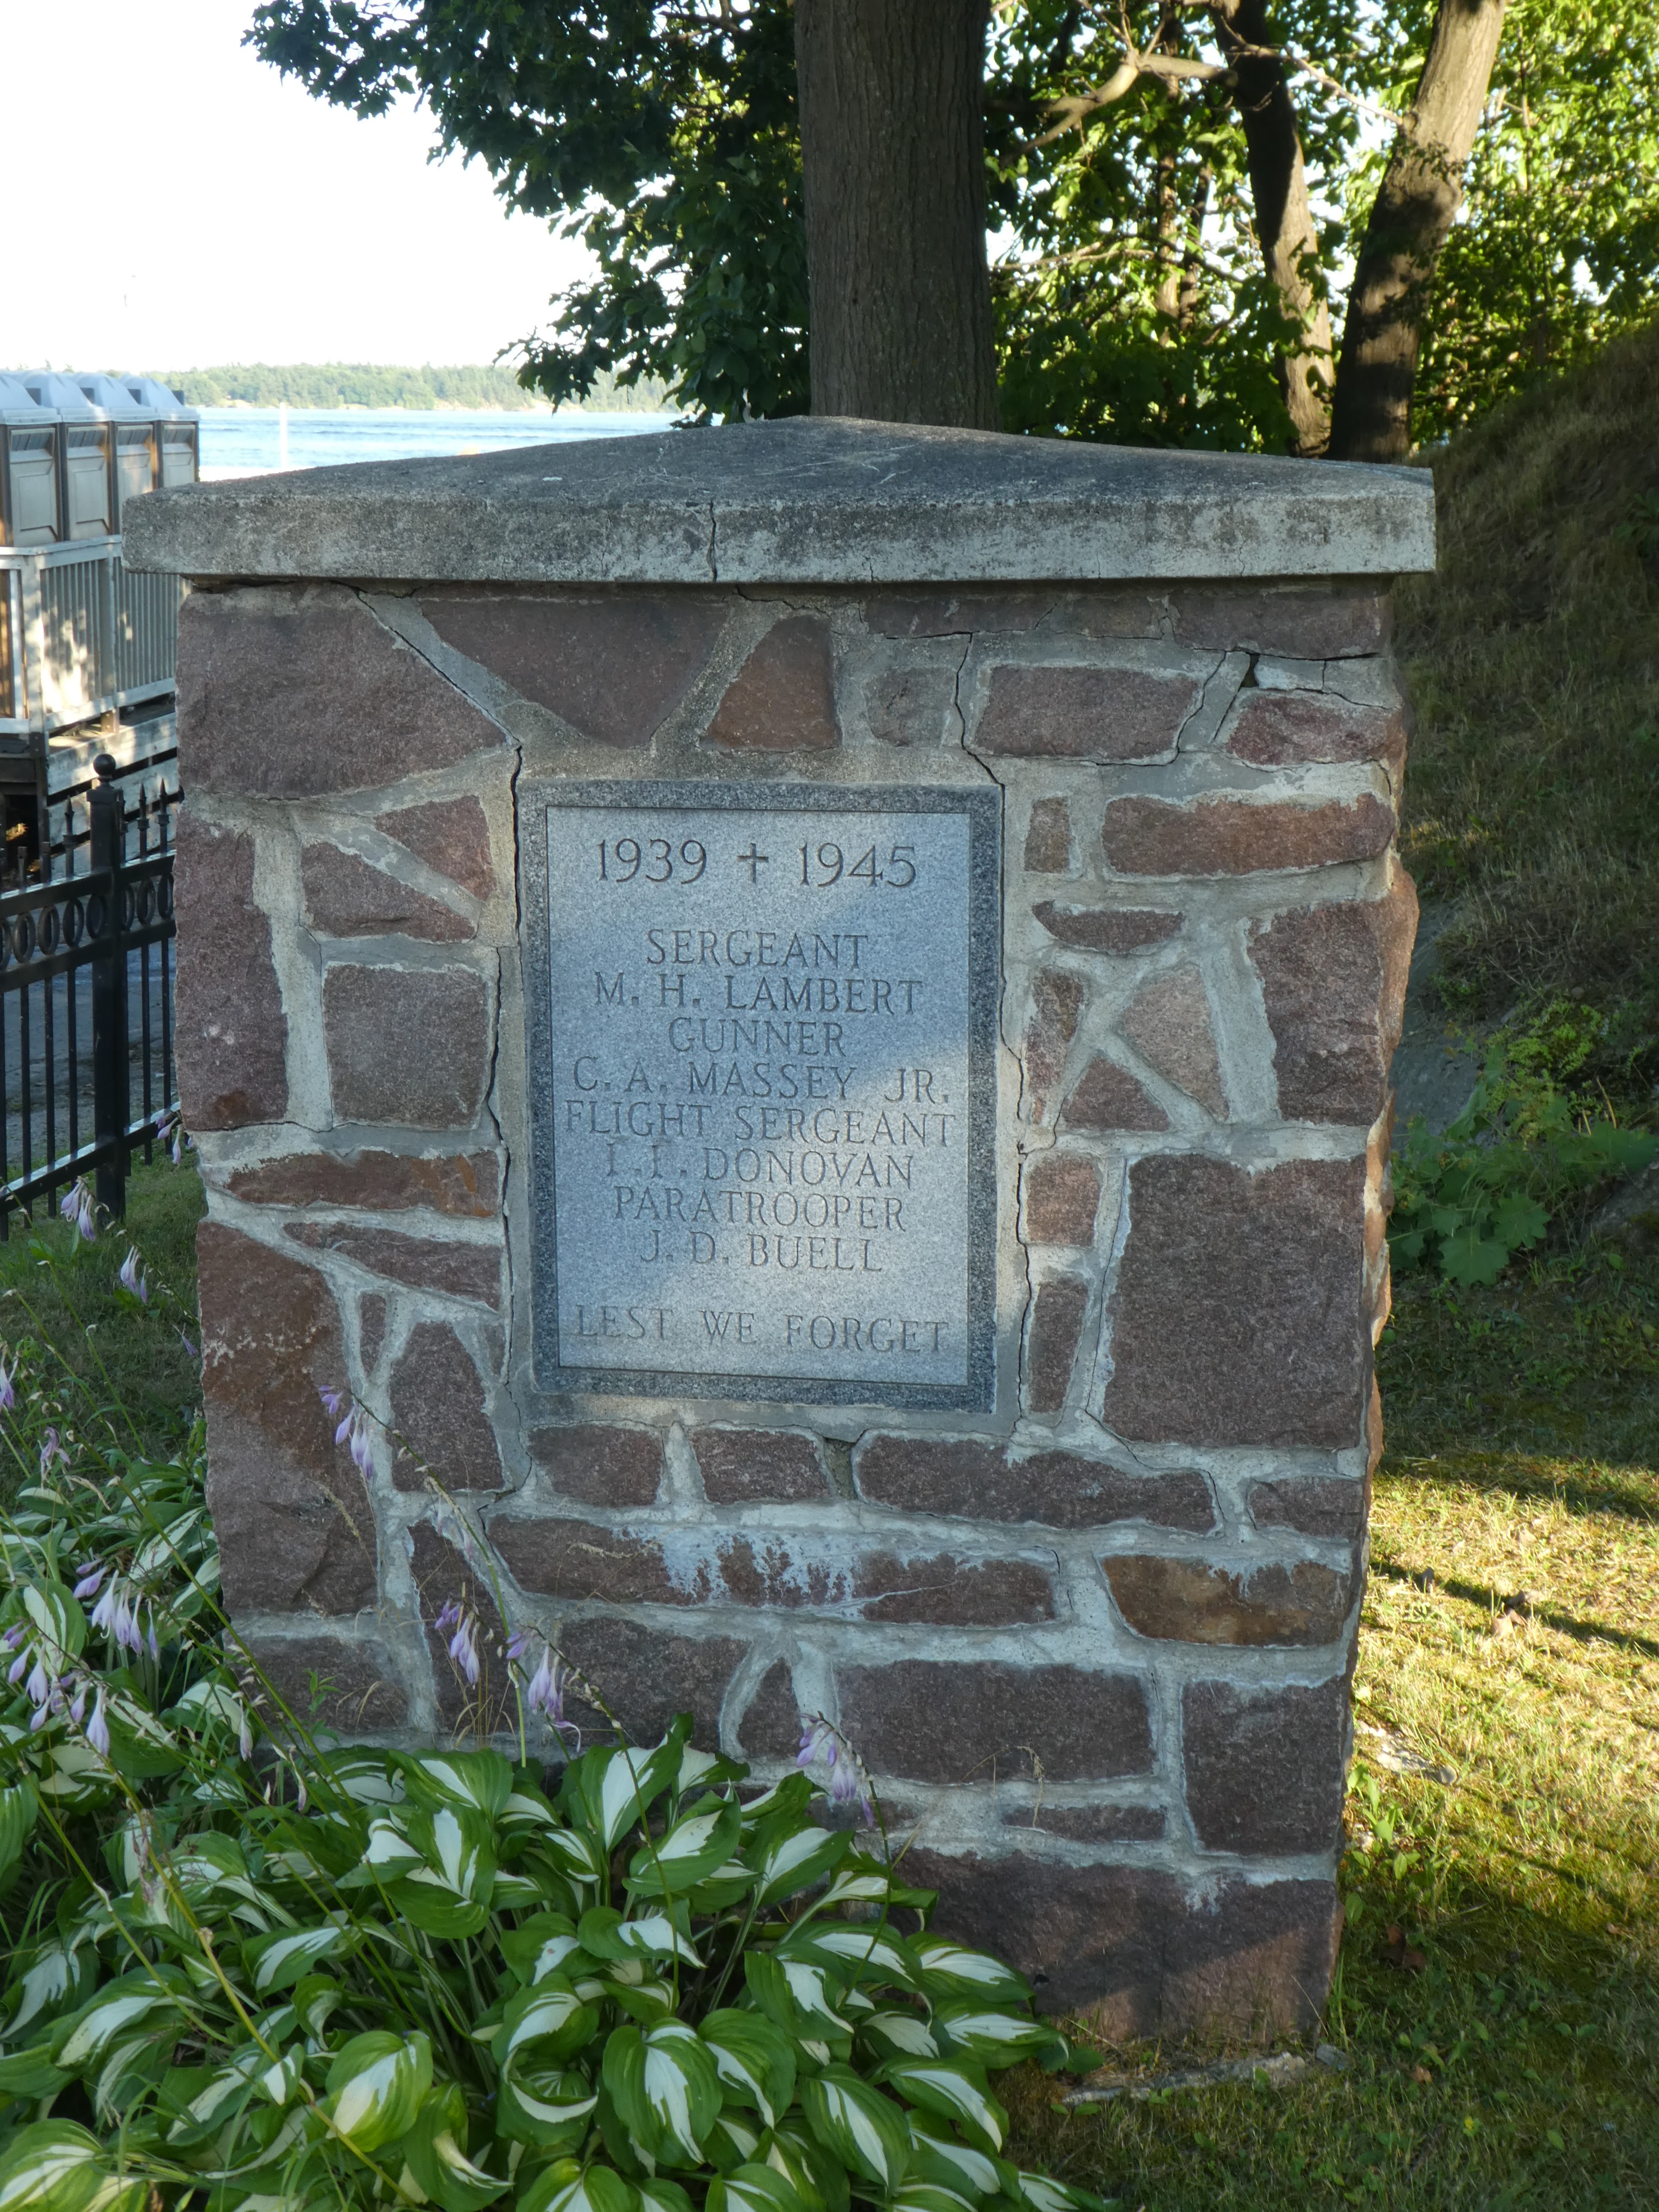 1939 ✝ 1945
SERGEANT
M. H. LAMBERT
GUNNER
C. A. MASSEY JR.
FLIGHT SERGEANT
I. I. DONOVAN
PARATROOPER
J. D. BUELL
LEST WE FORGET